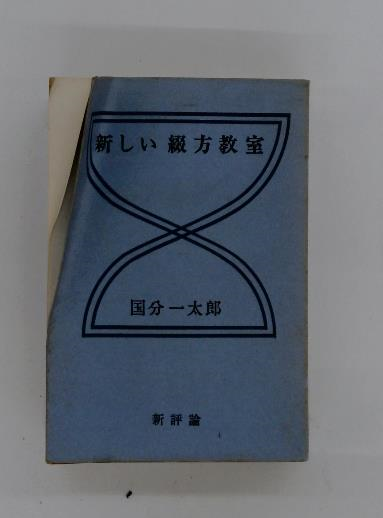 新しい 綴方教室
国分一太郎
新評論